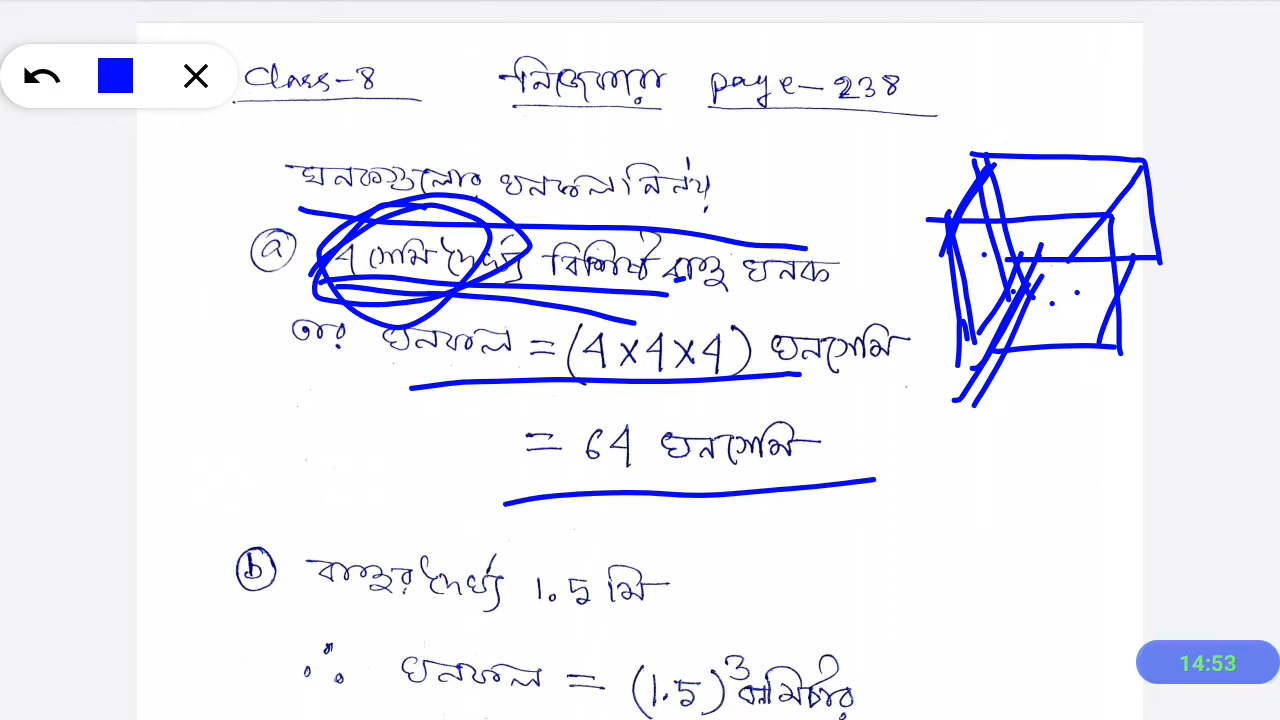 Class-8 নিজে করো page-238
ঘনকগুলোর ঘনফল নির্ণয়
ⓐ 4 সেমি দৈর্ঘ্য বিশিষ্ট বাহু ঘনক
তার ঘনফল = (4×4×4) ঘনসেমি
= 64 ঘনসেমি
ⓑ বাহুর দৈর্ঘ্য 1.5 মি
∴ ঘনফল = (1.5)³
14:53